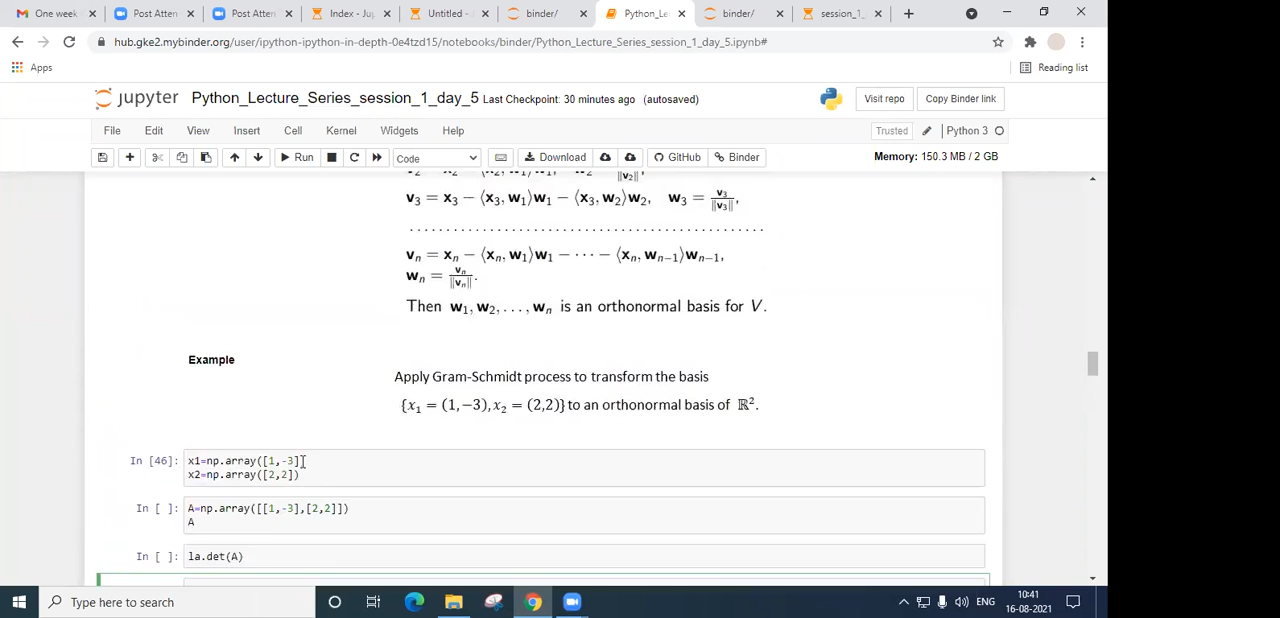 One week
Post Atten
Post Atten
Index - Ju
Untitled -
binder/
Python_Le
binder/
session_1_
hub.gke2.mybinder.org/user/ipython-ipython-in-depth-0e4tzd15/notebooks/binder/Python_Lecture_Series_session_1_day_5.ipynb#
Apps
Reading list
jupyter Python_Lecture_Series_session_1_day_5 Last Checkpoint: 30 minutes ago (autosaved)
Visit repo
Copy Binder link
File Edit View Insert Cell Kernel Widgets Help
Trusted
Python 3
Run
Code
Download
GitHub
Binder
Memory: 150.3 MB / 2 GB
v₃ = x₃ − ⟨x₃, w₁⟩w₁ − ⟨x₃, w₂⟩w₂, w₃ = v₃/‖v₃‖,
. . . . . . . . . . . . . . . . . . . . . . . . . . . . . . . . . . . . . . . . . . . . . . . . .
vₙ = xₙ − ⟨xₙ, w₁⟩w₁ − ··· − ⟨xₙ, wₙ₋₁⟩wₙ₋₁,
wₙ = vₙ/‖vₙ‖.
Then w₁, w₂, . . . , wₙ is an orthonormal basis for V.
Example
Apply Gram-Schmidt process to transform the basis
{x₁ = (1,−3), x₂ = (2,2)} to an orthonormal basis of ℝ².
In [46]: x1=np.array([1,-3])
x2=np.array([2,2])
In [ ]: A=np.array([[1,-3],[2,2]])
A
In [ ]: la.det(A)
Type here to search
ENG
10:41
16-08-2021